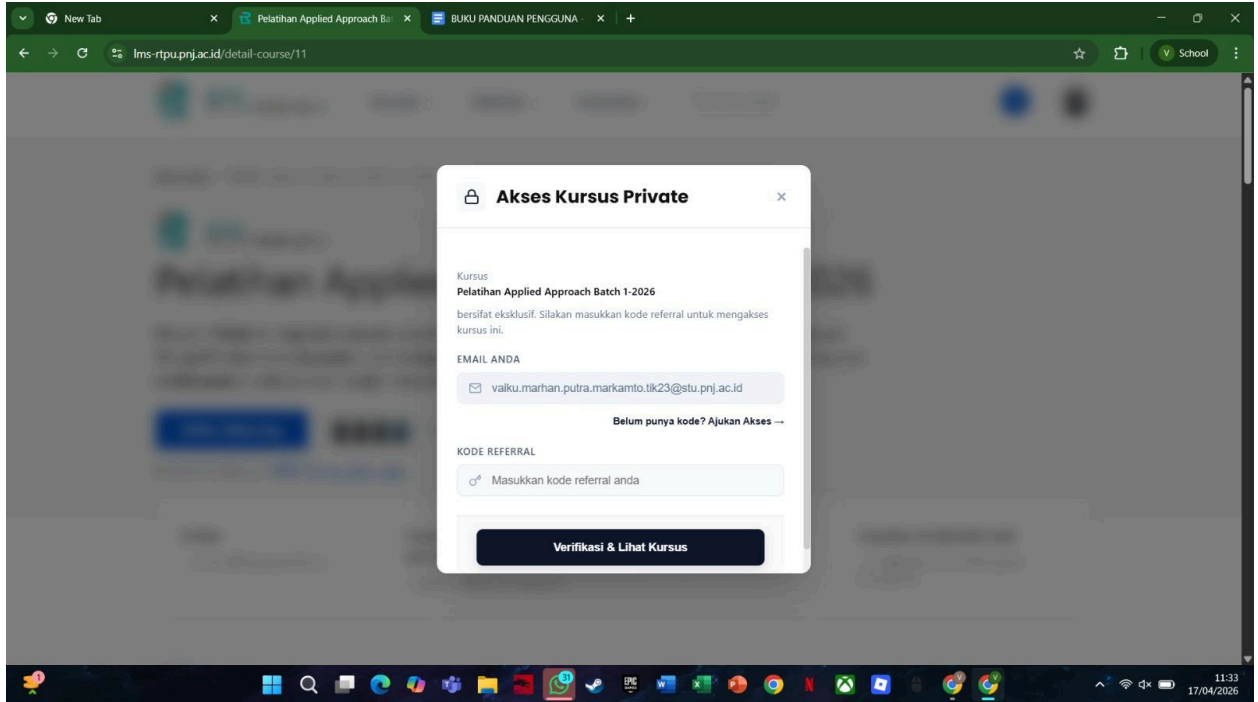 New Tab
Pelatihan Applied Approach Ba
BUKU PANDUAN PENGGUNA -
lms-rtpu.pnj.ac.id/detail-course/11
V School
Akses Kursus Private
Kursus
Pelatihan Applied Approach Batch 1-2026
bersifat eksklusif. Silakan masukkan kode referral untuk mengakses
kursus ini.
EMAIL ANDA
vaiku.marhan.putra.markamto.tik23@stu.pnj.ac.id
Belum punya kode? Ajukan Akses →
KODE REFERRAL
Masukkan kode referral anda
Verifikasi & Lihat Kursus
1
31
EPIC
11:33
17/04/2026